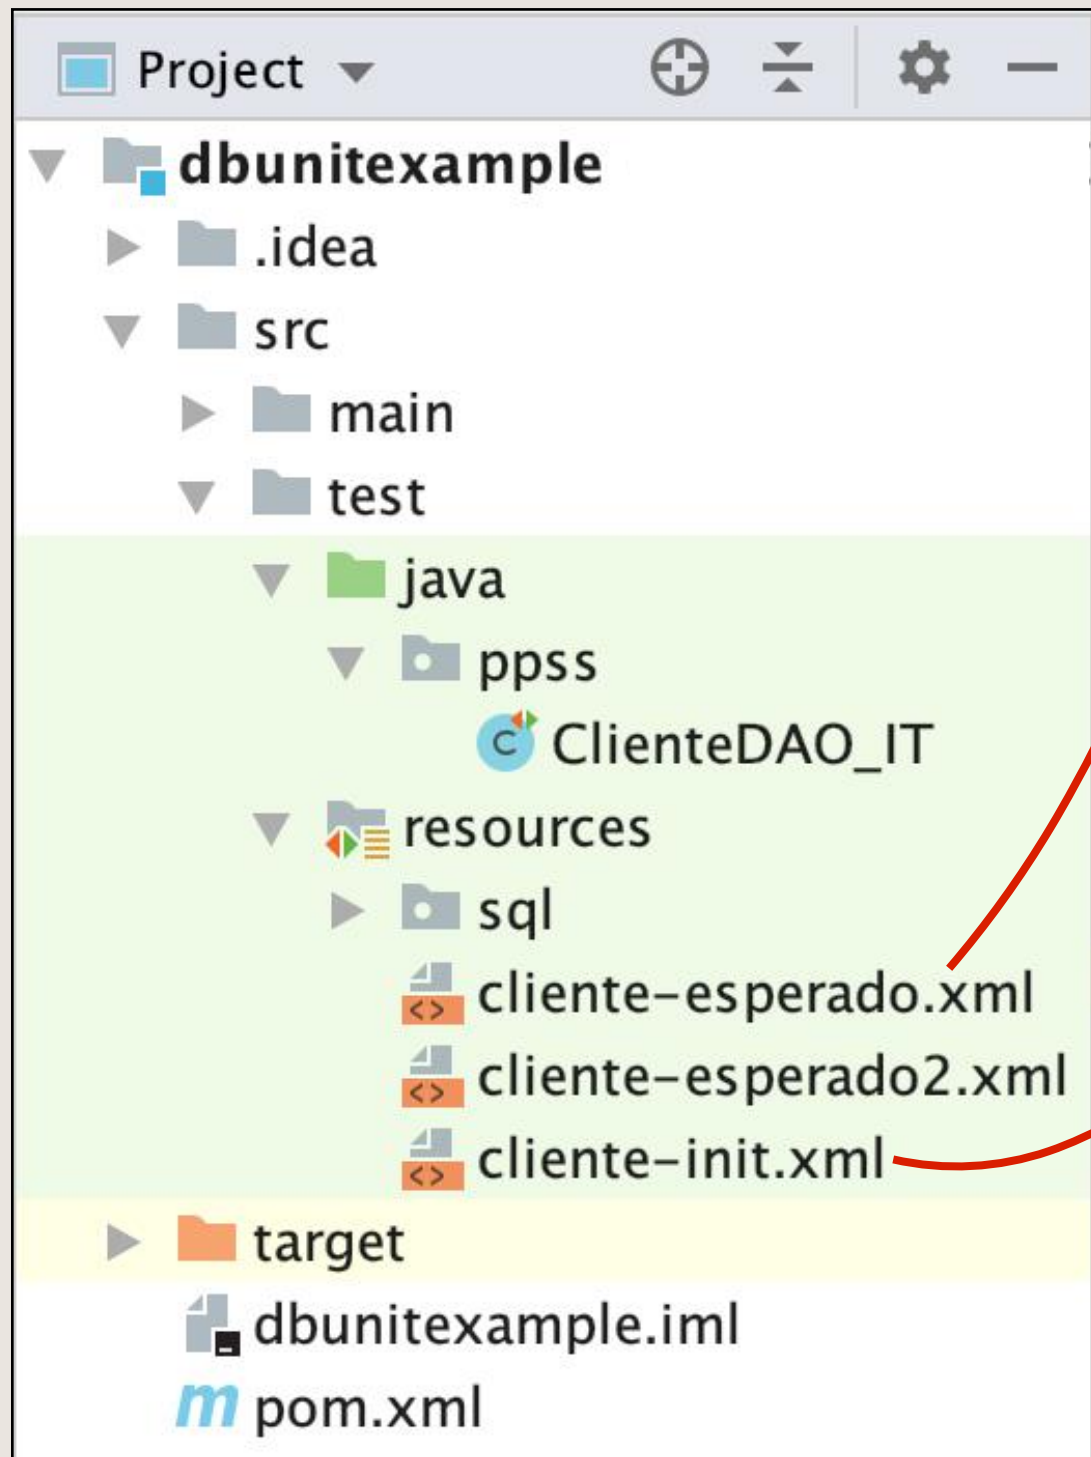 Project
dbunitexample
.idea
src
main
test
java
ppss
ClienteDAO_IT
resources
sql
cliente-esperado.xml
cliente-esperado2.xml
cliente-init.xml
target
dbunitexample.iml
pom.xml